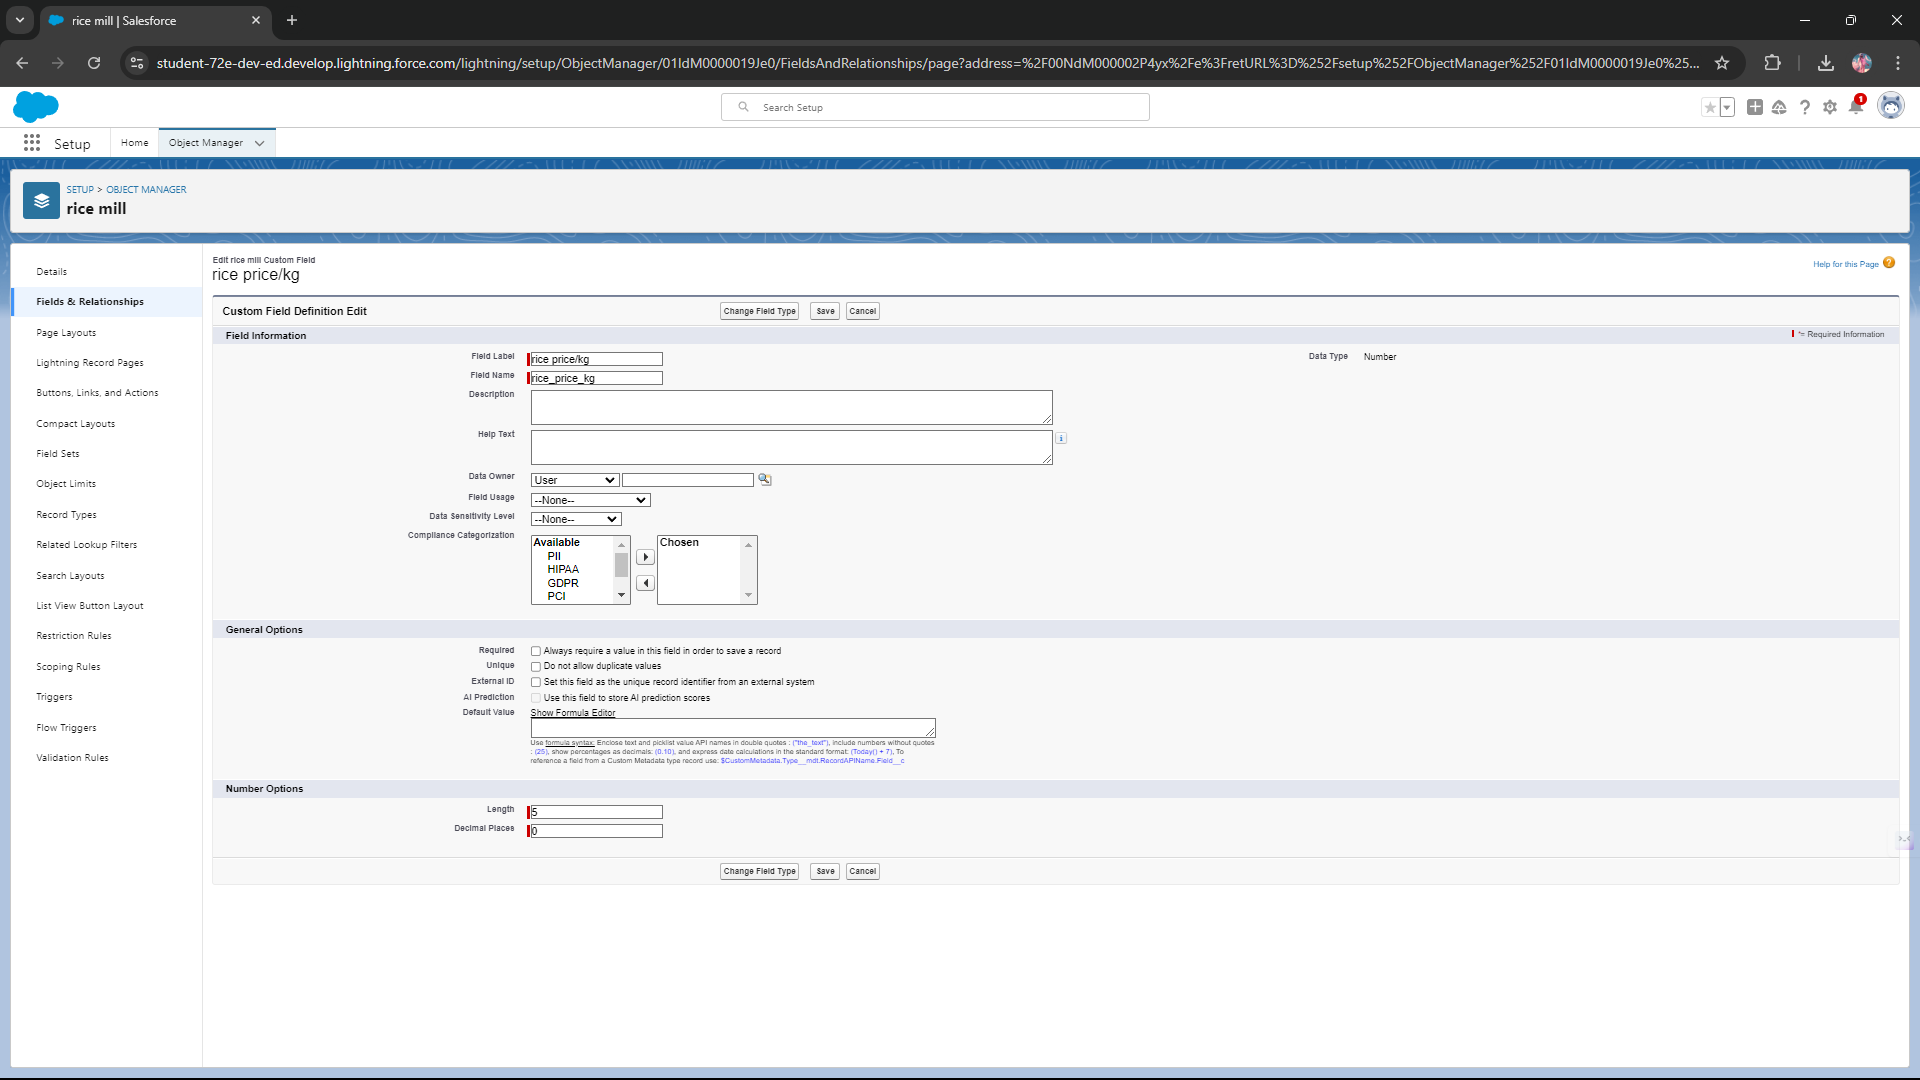 rice mill | Salesforce
student-72e-dev-ed.develop.lightning.force.com/lightning/setup/ObjectManager/01IdM0000019Je0/FieldsAndRelationships/page?address=%2F00NdM000002P4yx%2Fe%3FretURL%3D%252Fsetup%252FObjectManager%252F01IdM0000019Je0%25...
Search Setup
1
Setup
Home
Object Manager
SETUP > OBJECT MANAGER
rice mill
Details
Fields & Relationships
Page Layouts
Lightning Record Pages
Buttons, Links, and Actions
Compact Layouts
Field Sets
Object Limits
Record Types
Related Lookup Filters
Search Layouts
List View Button Layout
Restriction Rules
Scoping Rules
Triggers
Flow Triggers
Validation Rules
Edit rice mill Custom Field
rice price/kg
Help for this Page ?
Custom Field Definition Edit
Change Field Type Save Cancel
Field Information
= Required Information
Field Label rice price/kg
Data Type Number
Field Name rice_price_kg
Description
Help Text
i
Data Owner User
Field Usage --None--
Data Sensitivity Level --None--
Compliance Categorization
Available
PII
HIPAA
GDPR
PCI
Chosen
General Options
Required Always require a value in this field in order to save a record
Unique Do not allow duplicate values
External ID Set this field as the unique record identifier from an external system
AI Prediction Use this field to store AI prediction scores
Default Value Show Formula Editor
Use formula syntax: Enclose text and picklist value API names in double quotes : ("the_text"), include numbers without quotes
: (25), show percentages as decimals: (0.10), and express date calculations in the standard format: (Today() + 7), To
reference a field from a Custom Metadata type record use: $CustomMetadata.Type__mdt.RecordAPIName.Field__c
Number Options
Length 5
Decimal Places 0
Change Field Type Save Cancel